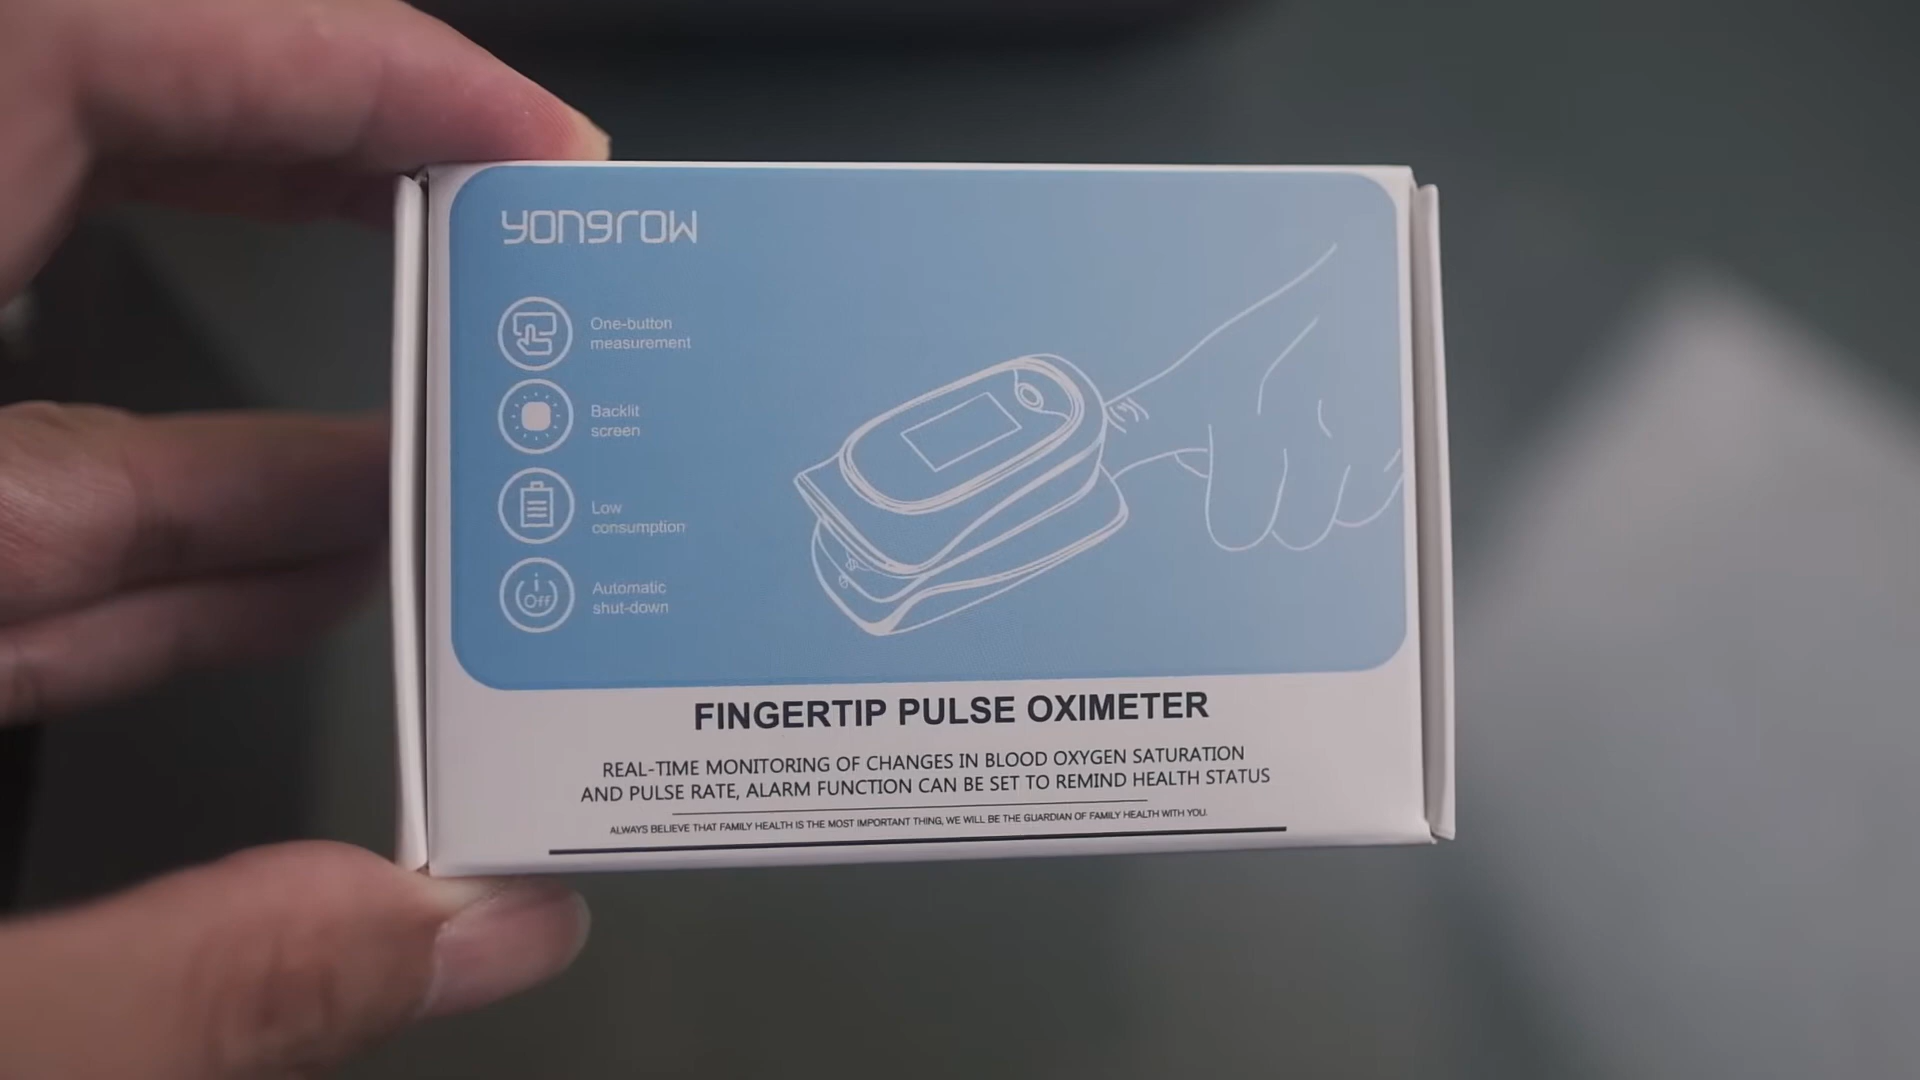 yongrow
One-button
measurement
Backlit
screen
Low
consumption
Off
Automatic
shut-down
FINGERTIP PULSE OXIMETER
REAL-TIME MONITORING OF CHANGES IN BLOOD OXYGEN SATURATION
AND PULSE RATE, ALARM FUNCTION CAN BE SET TO REMIND HEALTH STATUS
ALWAYS BELIEVE THAT FAMILY HEALTH IS THE MOST IMPORTANT THING, WE WILL BE THE GUARDIAN OF FAMILY HEALTH WITH YOU.